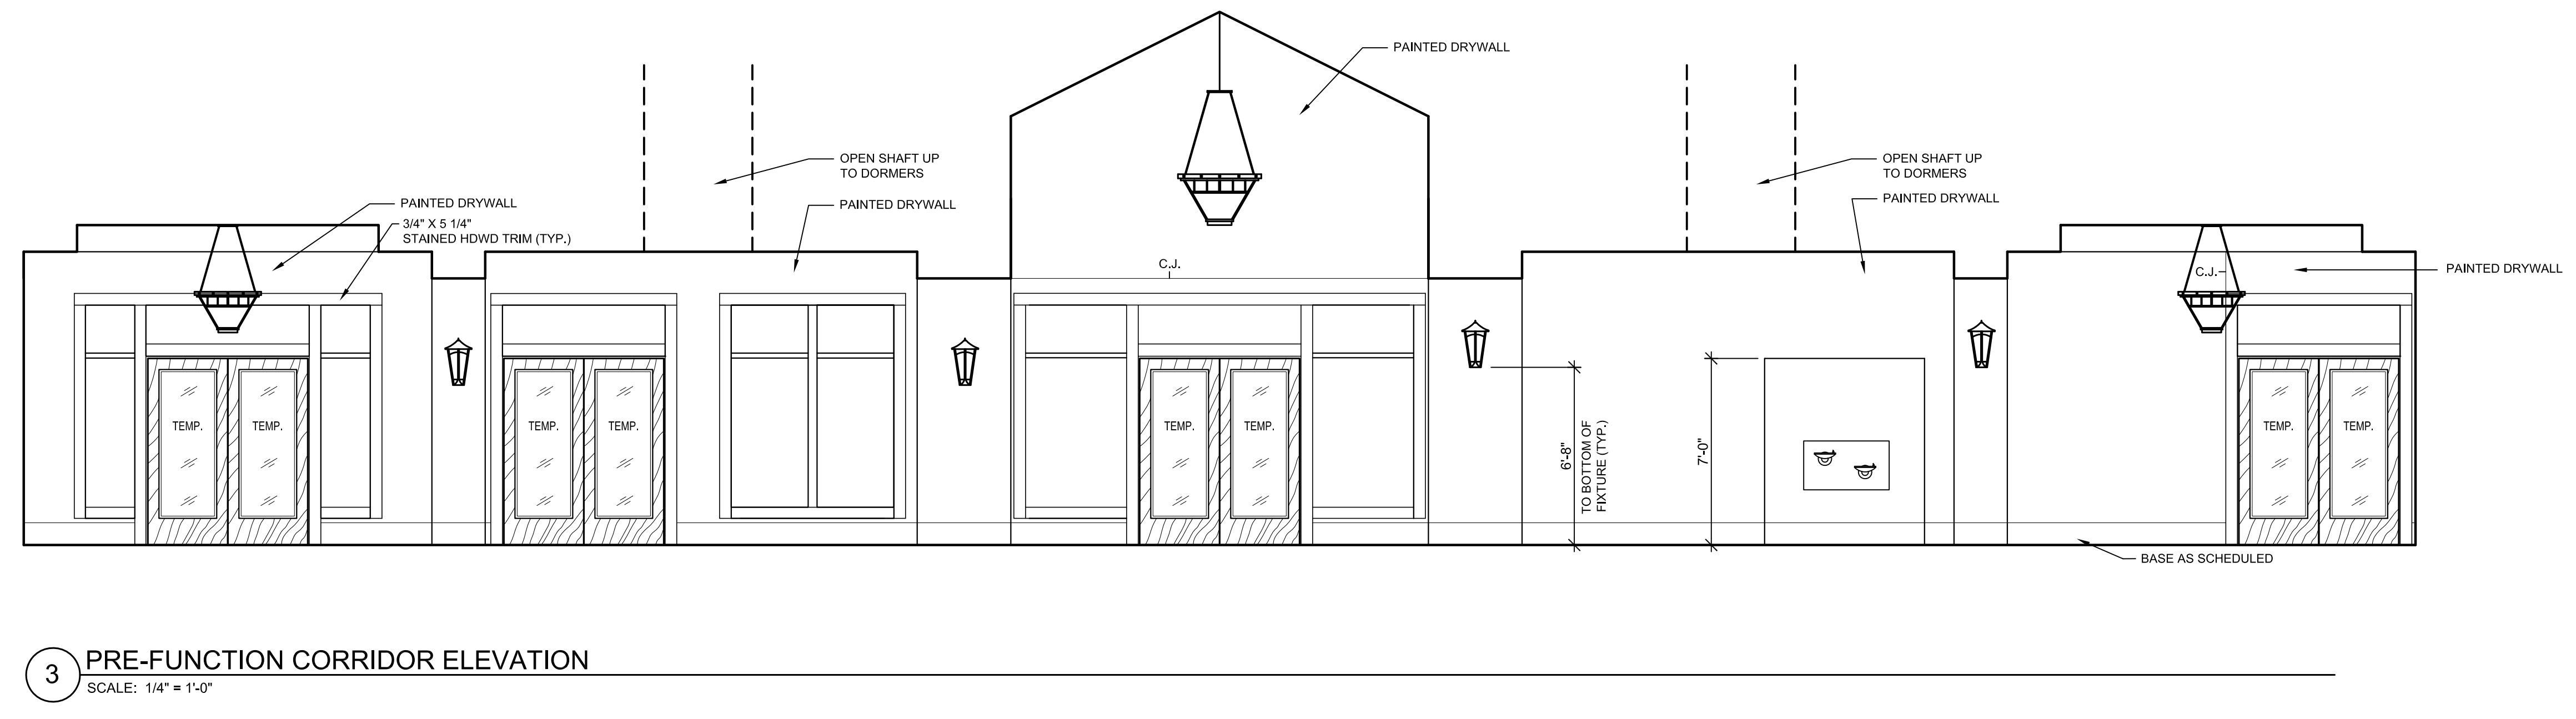 PAINTED DRYWALL
OPEN SHAFT UP
TO DORMERS
OPEN SHAFT UP
TO DORMERS
PAINTED DRYWALL
3/4" X 5 1/4"
STAINED HDWD TRIM (TYP.)
PAINTED DRYWALL
PAINTED DRYWALL
C.J.
C.J.
PAINTED DRYWALL
TEMP.
TEMP.
TEMP.
TEMP.
TEMP.
TEMP.
6'-8"
TO BOTTOM OF
FIXTURE (TYP.)
7'-0"
TEMP.
TEMP.
BASE AS SCHEDULED
3
PRE-FUNCTION CORRIDOR ELEVATION
SCALE: 1/4" = 1'-0"